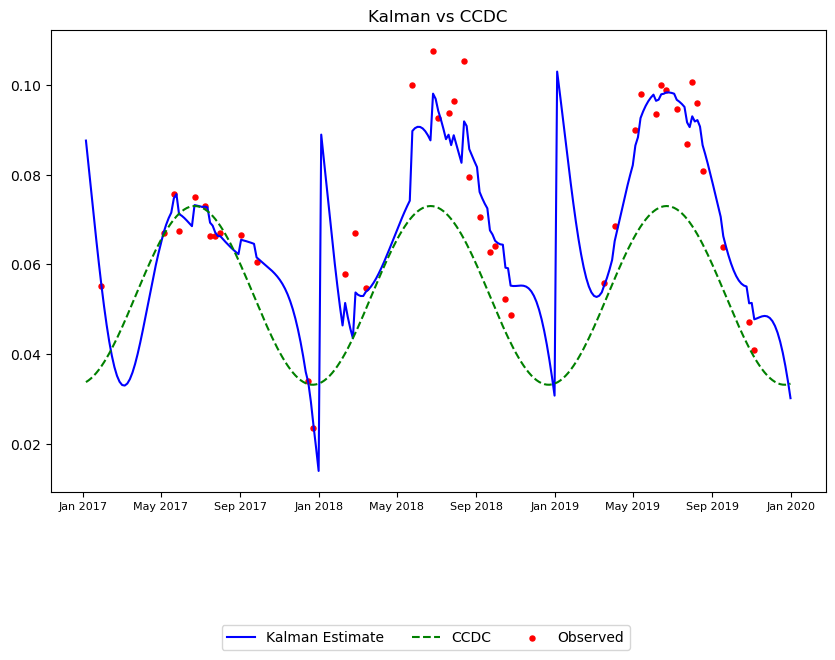 Kalman vs CCDC
0.10
0.08
0.06
0.04
0.02
Jan 2017 May 2017 Sep 2017 Jan 2018 May 2018 Sep 2018 Jan 2019 May 2019 Sep 2019 Jan 2020
Kalman Estimate CCDC Observed